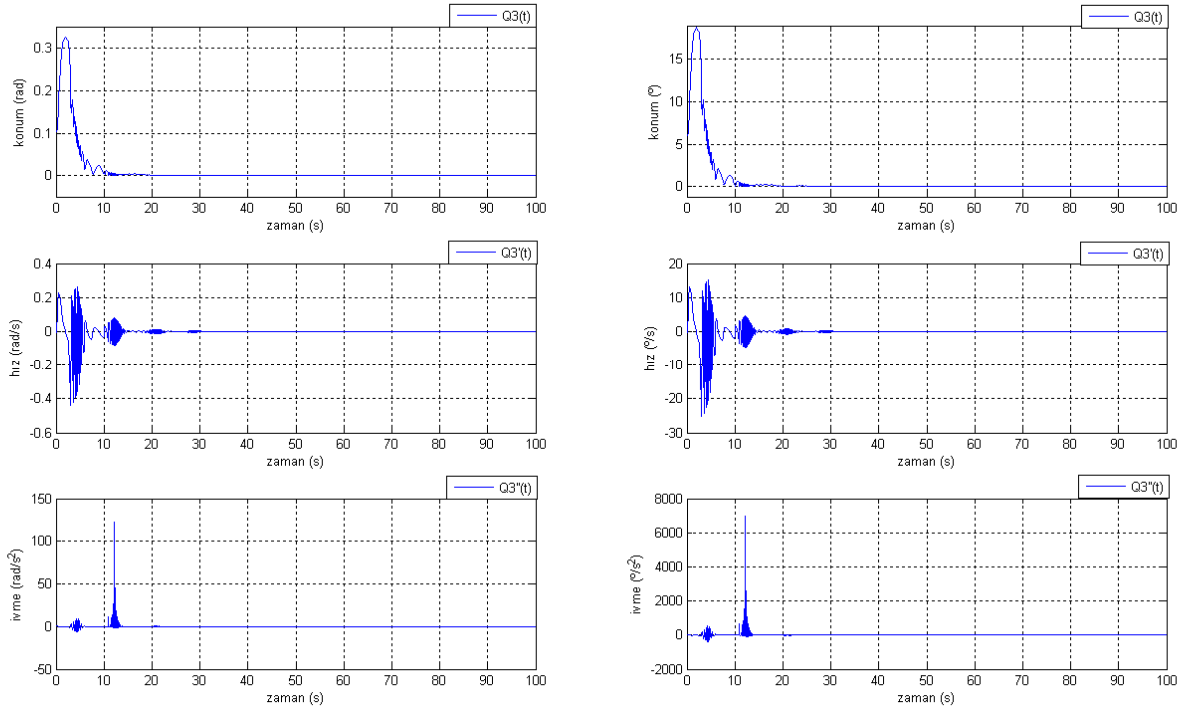 Q3(t)
0.3
0.2
0.1
0
konum (rad)
0 10 20 30 40 50 60 70 80 90 100
zaman (s)
Q3(t)
15
10
5
0
konum (º)
0 10 20 30 40 50 60 70 80 90 100
zaman (s)
Q3'(t)
0.4
0.2
0
-0.2
-0.4
-0.6
hız (rad/s)
0 10 20 30 40 50 60 70 80 90 100
zaman (s)
Q3'(t)
20
10
0
-10
-20
-30
hız (º/s)
0 10 20 30 40 50 60 70 80 90 100
zaman (s)
Q3''(t)
150
100
50
0
-50
ivme (rad/s²)
0 10 20 30 40 50 60 70 80 90 100
zaman (s)
Q3''(t)
8000
6000
4000
2000
0
-2000
ivme (º/s²)
0 10 20 30 40 50 60 70 80 90 100
zaman (s)